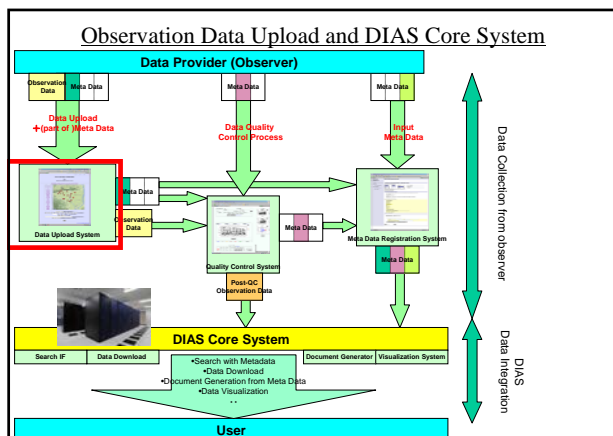 Observation Data Upload and DIAS Core System
Data Provider (Observer)
Observation
Data
Meta Data
Meta Data
Meta Data
Data Upload
+(part of )Meta Data
Data Quality
Control Process
Input
Meta Data
Data Upload System
Meta Data
Observation
Data
Quality Control System
Meta Data
Meta Data Registration System
Meta Data
Post-QC
Observation Data
DIAS Core System
Search IF
Data Download
Document Generator
Visualization System
•Search with Metadata
•Data Download
•Document Generation from Meta Data
•Data Visualization
..
User
Data Collection from observer
DIAS
Data Integration